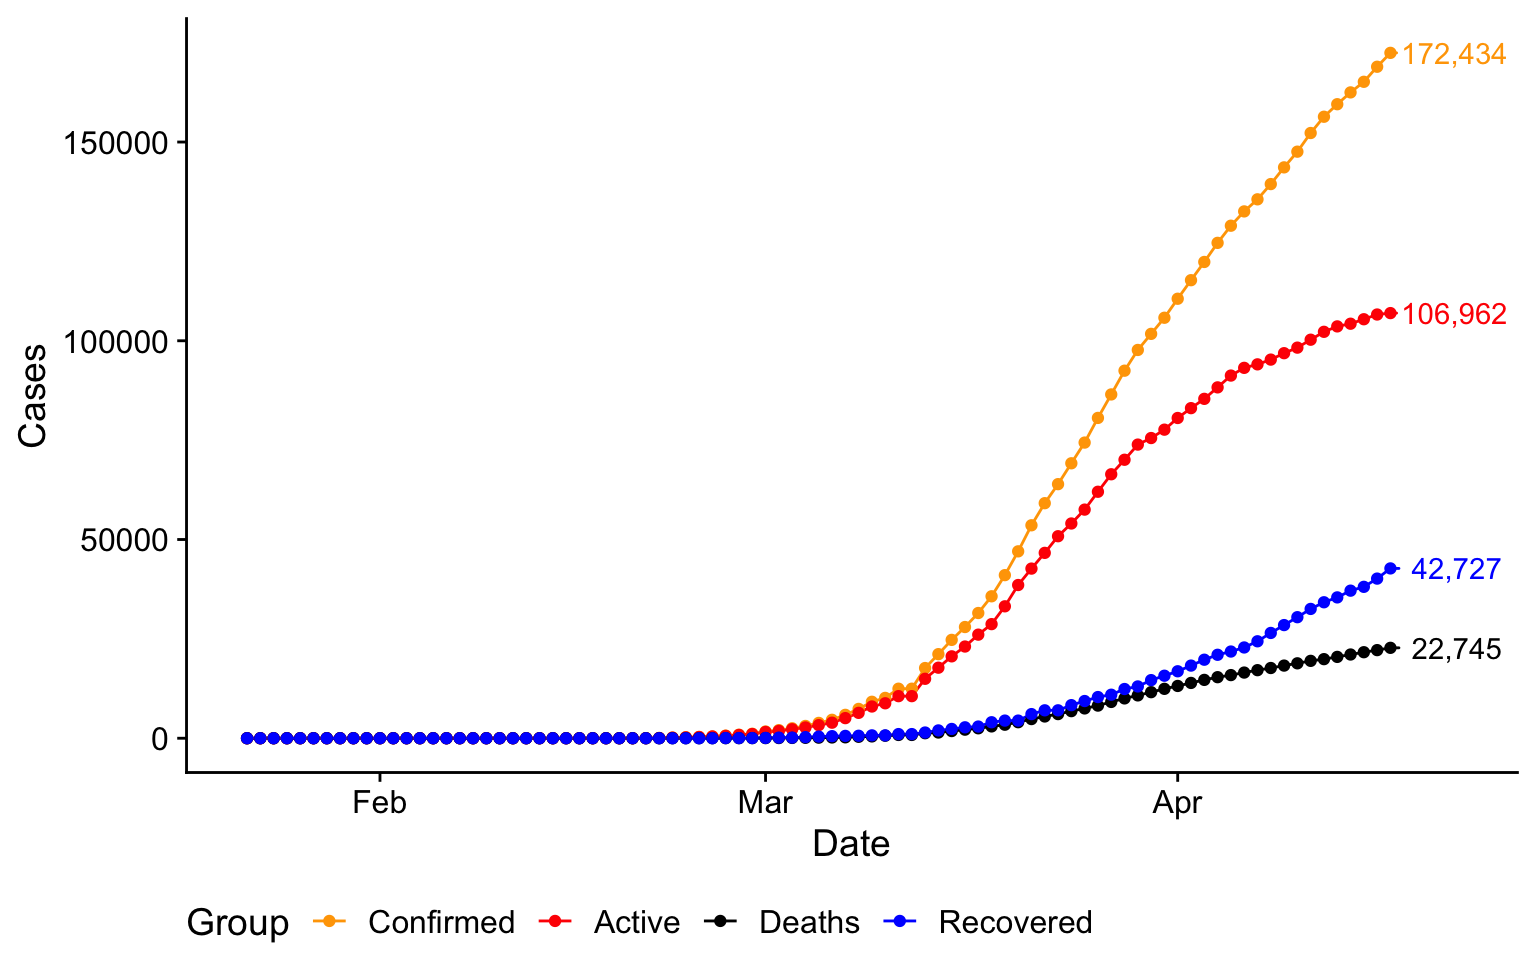 172,434
150000
106,962
100000
Cases
50000
42,727
22,745
0
Feb Mar Apr
Date
Group Confirmed Active Deaths Recovered